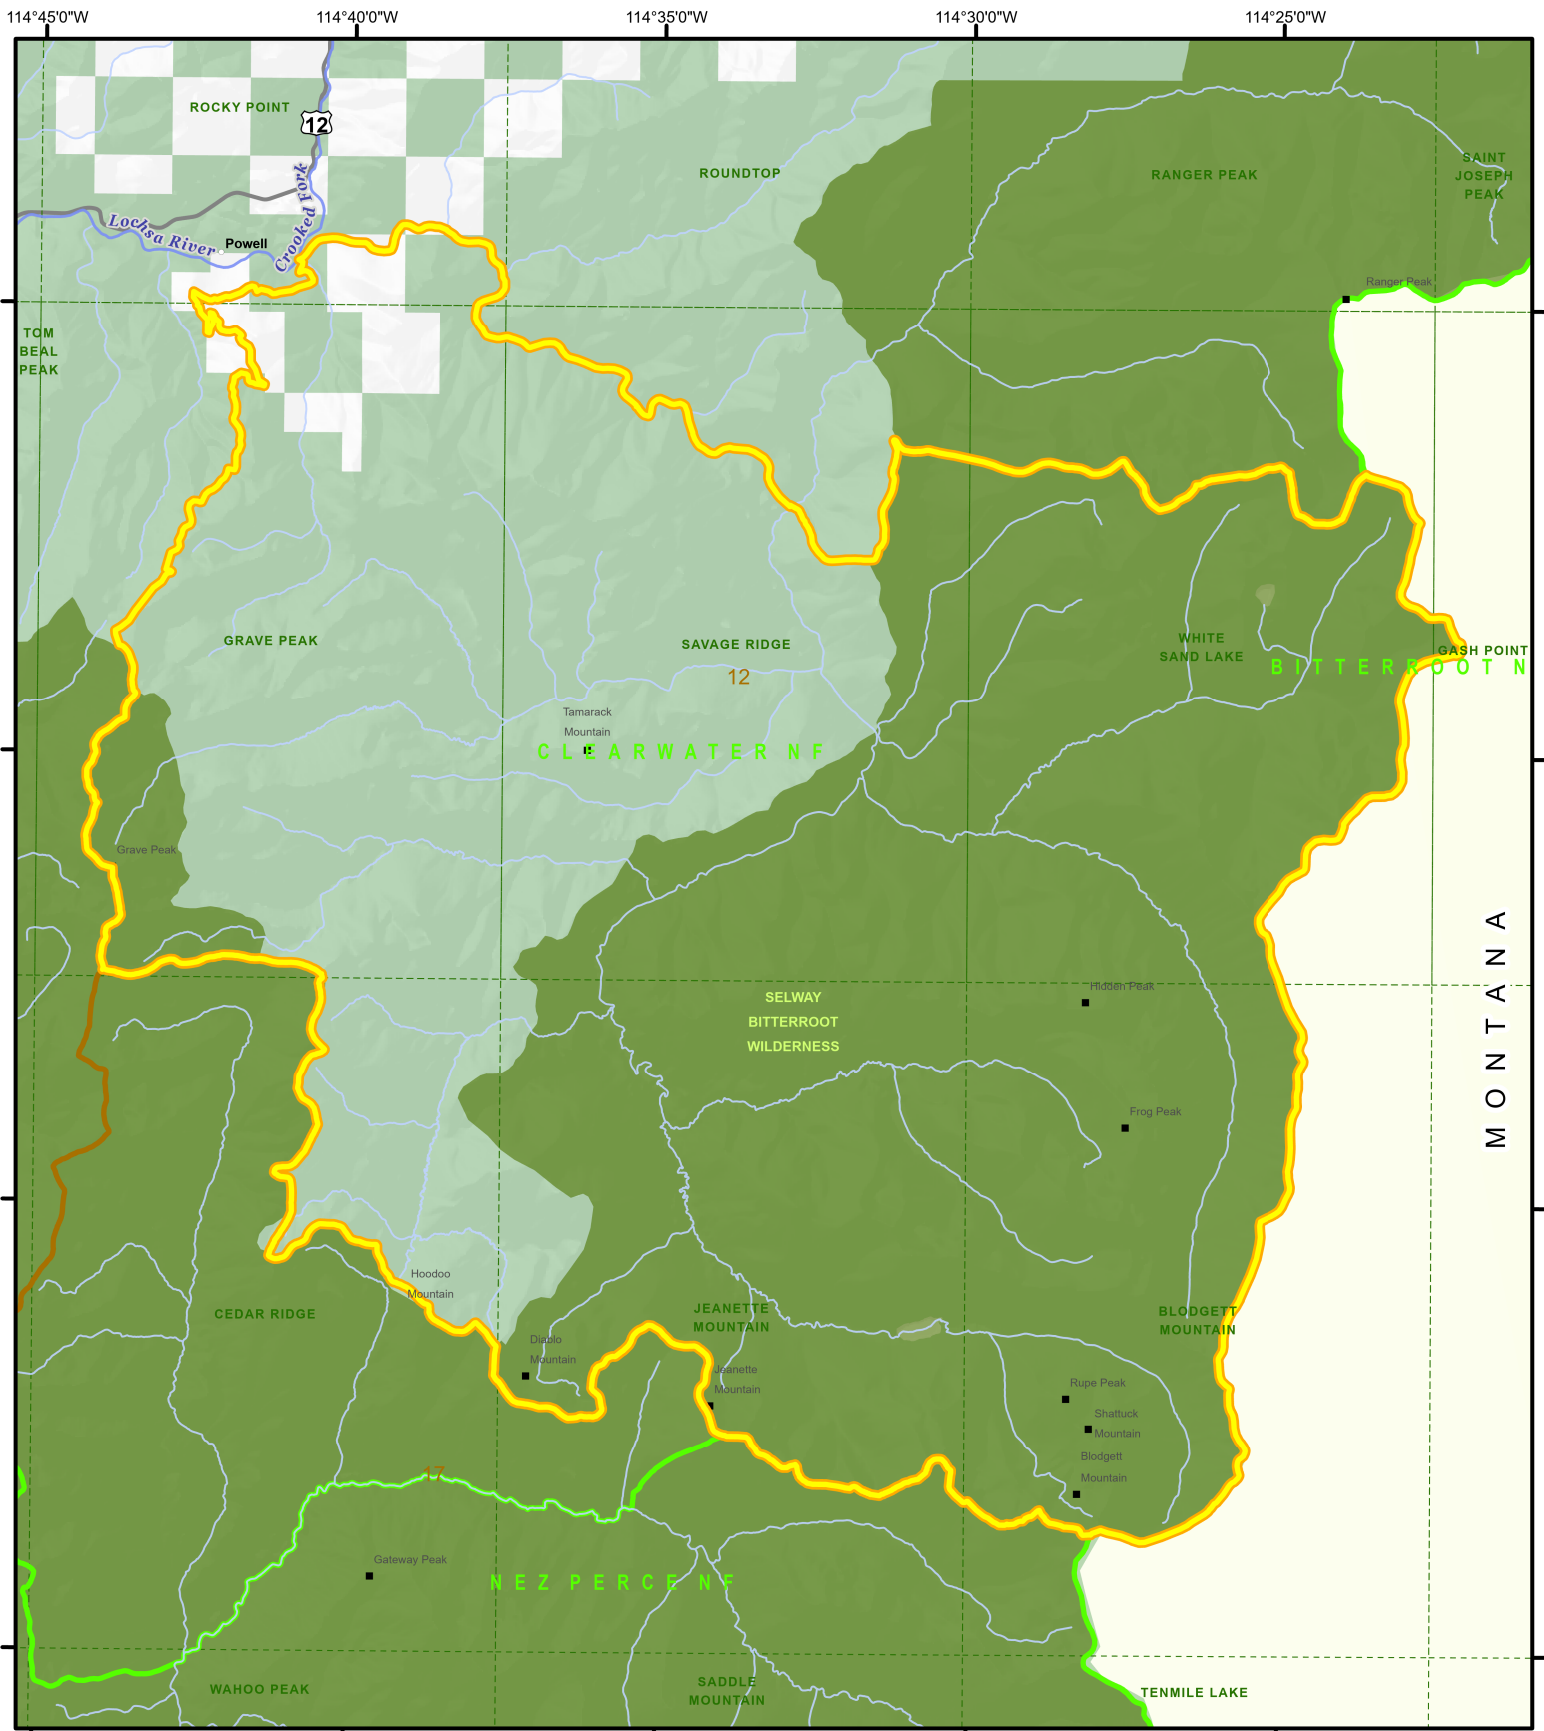 114°45'0"W
114°40'0"W
114°35'0"W
114°30'0"W
114°25'0"W
ROCKY POINT
12
ROUNDTOP
RANGER PEAK
SAINT
JOSEPH
PEAK
Lochsa River
Crooked Fork
Powell
Ranger Peak
TOM
BEAL
PEAK
GRAVE PEAK
SAVAGE RIDGE
12
WHITE
SAND LAKE
GASH POINT
BITTERROOT N
Tamarack
Mountain
CLEARWATER NF
Grave Peak
MONTANA
SELWAY
BITTERROOT
WILDERNESS
Hidden Peak
Frog Peak
Hoodoo
Mountain
CEDAR RIDGE
JEANETTE
MOUNTAIN
BLODGETT
MOUNTAIN
Diablo
Mountain
Jeanette
Mountain
Rupe Peak
Shattuck
Mountain
Blodgett
Mountain
17
Gateway Peak
NEZ PERCE NF
WAHOO PEAK
SADDLE
MOUNTAIN
TENMILE LAKE